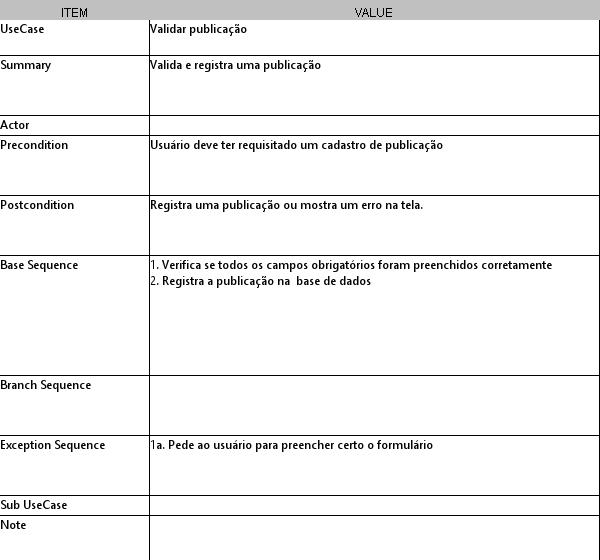 ITEM VALUE
UseCase Validar publicação
Summary Valida e registra uma publicação
Actor
Precondition Usuário deve ter requisitado um cadastro de publicação
Postcondition Registra uma publicação ou mostra um erro na tela.
Base Sequence 1. Verifica se todos os campos obrigatórios foram preenchidos corretamente
2. Registra a publicação na  base de dados
Branch Sequence
Exception Sequence 1a. Pede ao usuário para preencher certo o formulário
Sub UseCase
Note